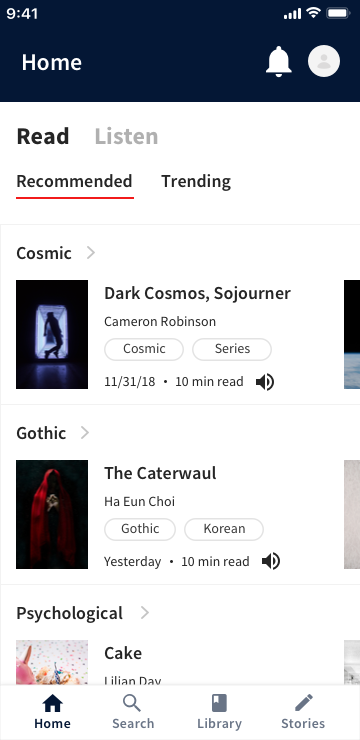 9:41
Home
Read Listen
Recommended Trending
Cosmic
Dark Cosmos, Sojourner
Cameron Robinson
Cosmic Series
11/31/18 • 10 min read
Gothic
The Caterwaul
Ha Eun Choi
Gothic Korean
Yesterday • 10 min read
Psychological
Cake
Lilian Day
Home Search Library Stories